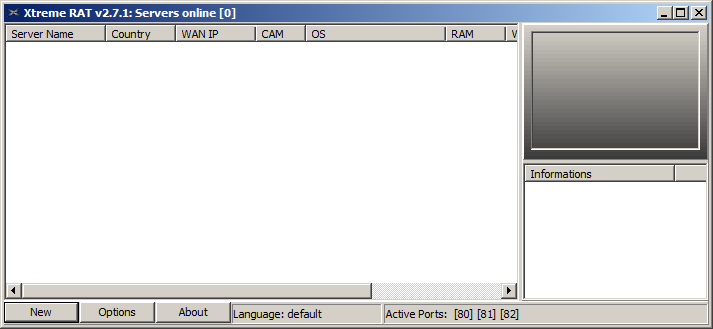 Xtreme RAT v2.7.1: Servers online [0]
Server Name Country WAN IP CAM OS RAM
Informations
New Options About Language: default Active Ports: [80] [81] [82]